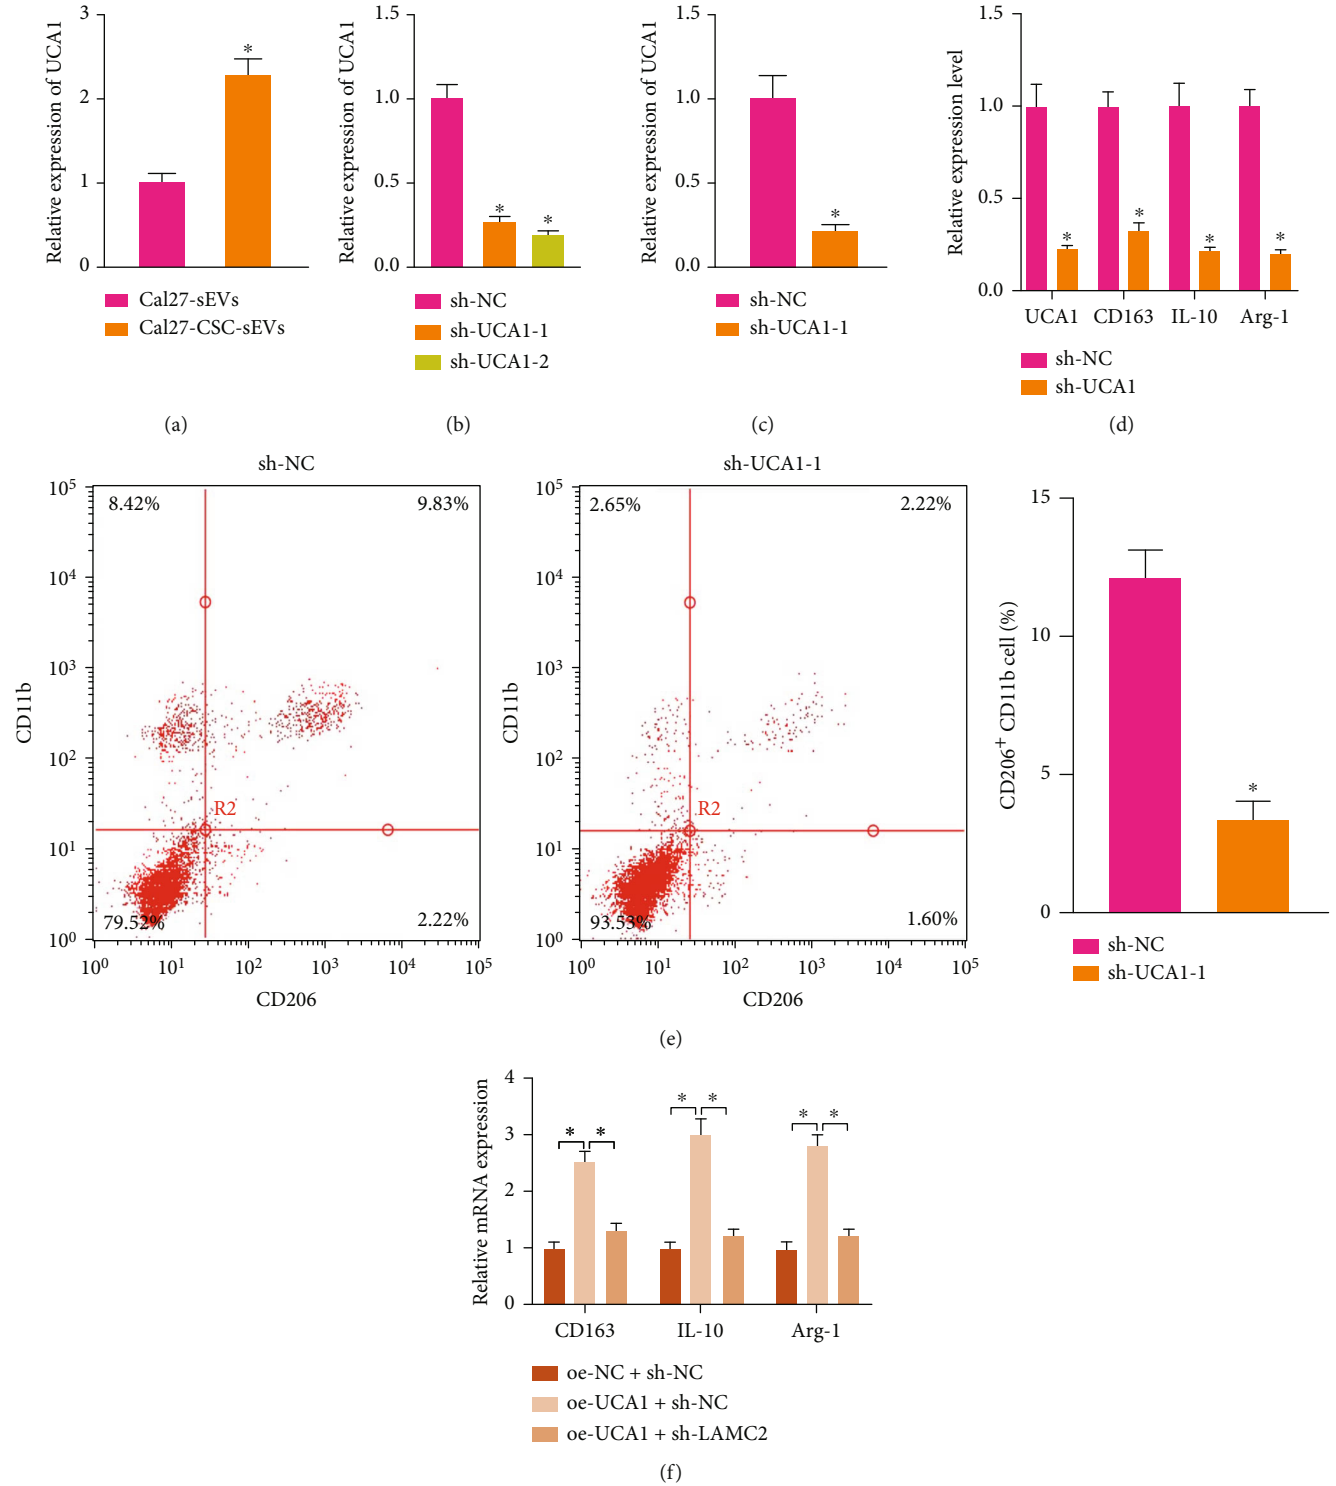 Relative expression of UCA1
3
2
1
0
*
Cal27-sEVs
Cal27-CSC-sEVs
(a)
Relative expression of UCA1
1.5
1.0
0.5
0.0
*
*
sh-NC
sh-UCA1-1
sh-UCA1-2
(b)
Relative expression of UCA1
1.5
1.0
0.5
0.0
*
sh-NC
sh-UCA1-1
(c)
Relative expression level
1.5
1.0
0.5
0.0
*
*
*
*
UCA1 CD163 IL-10 Arg-1
sh-NC
sh-UCA1
(d)
sh-NC
CD11b
10⁵
10⁴
10³
10²
10¹
10⁰
8.42% 9.83%
R2
79.52% 2.22%
10⁰ 10¹ 10² 10³ 10⁴ 10⁵
CD206
sh-UCA1-1
CD11b
10⁵
10⁴
10³
10²
10¹
10⁰
2.65% 2.22%
R2
93.53% 1.60%
10⁰ 10¹ 10² 10³ 10⁴ 10⁵
CD206
CD206⁺ CD11b cell (%)
15
10
5
0
*
sh-NC
sh-UCA1-1
(e)
Relative mRNA expression
4
3
2
1
0
* *
* *
* *
CD163 IL-10 Arg-1
oe-NC + sh-NC
oe-UCA1 + sh-NC
oe-UCA1 + sh-LAMC2
(f)